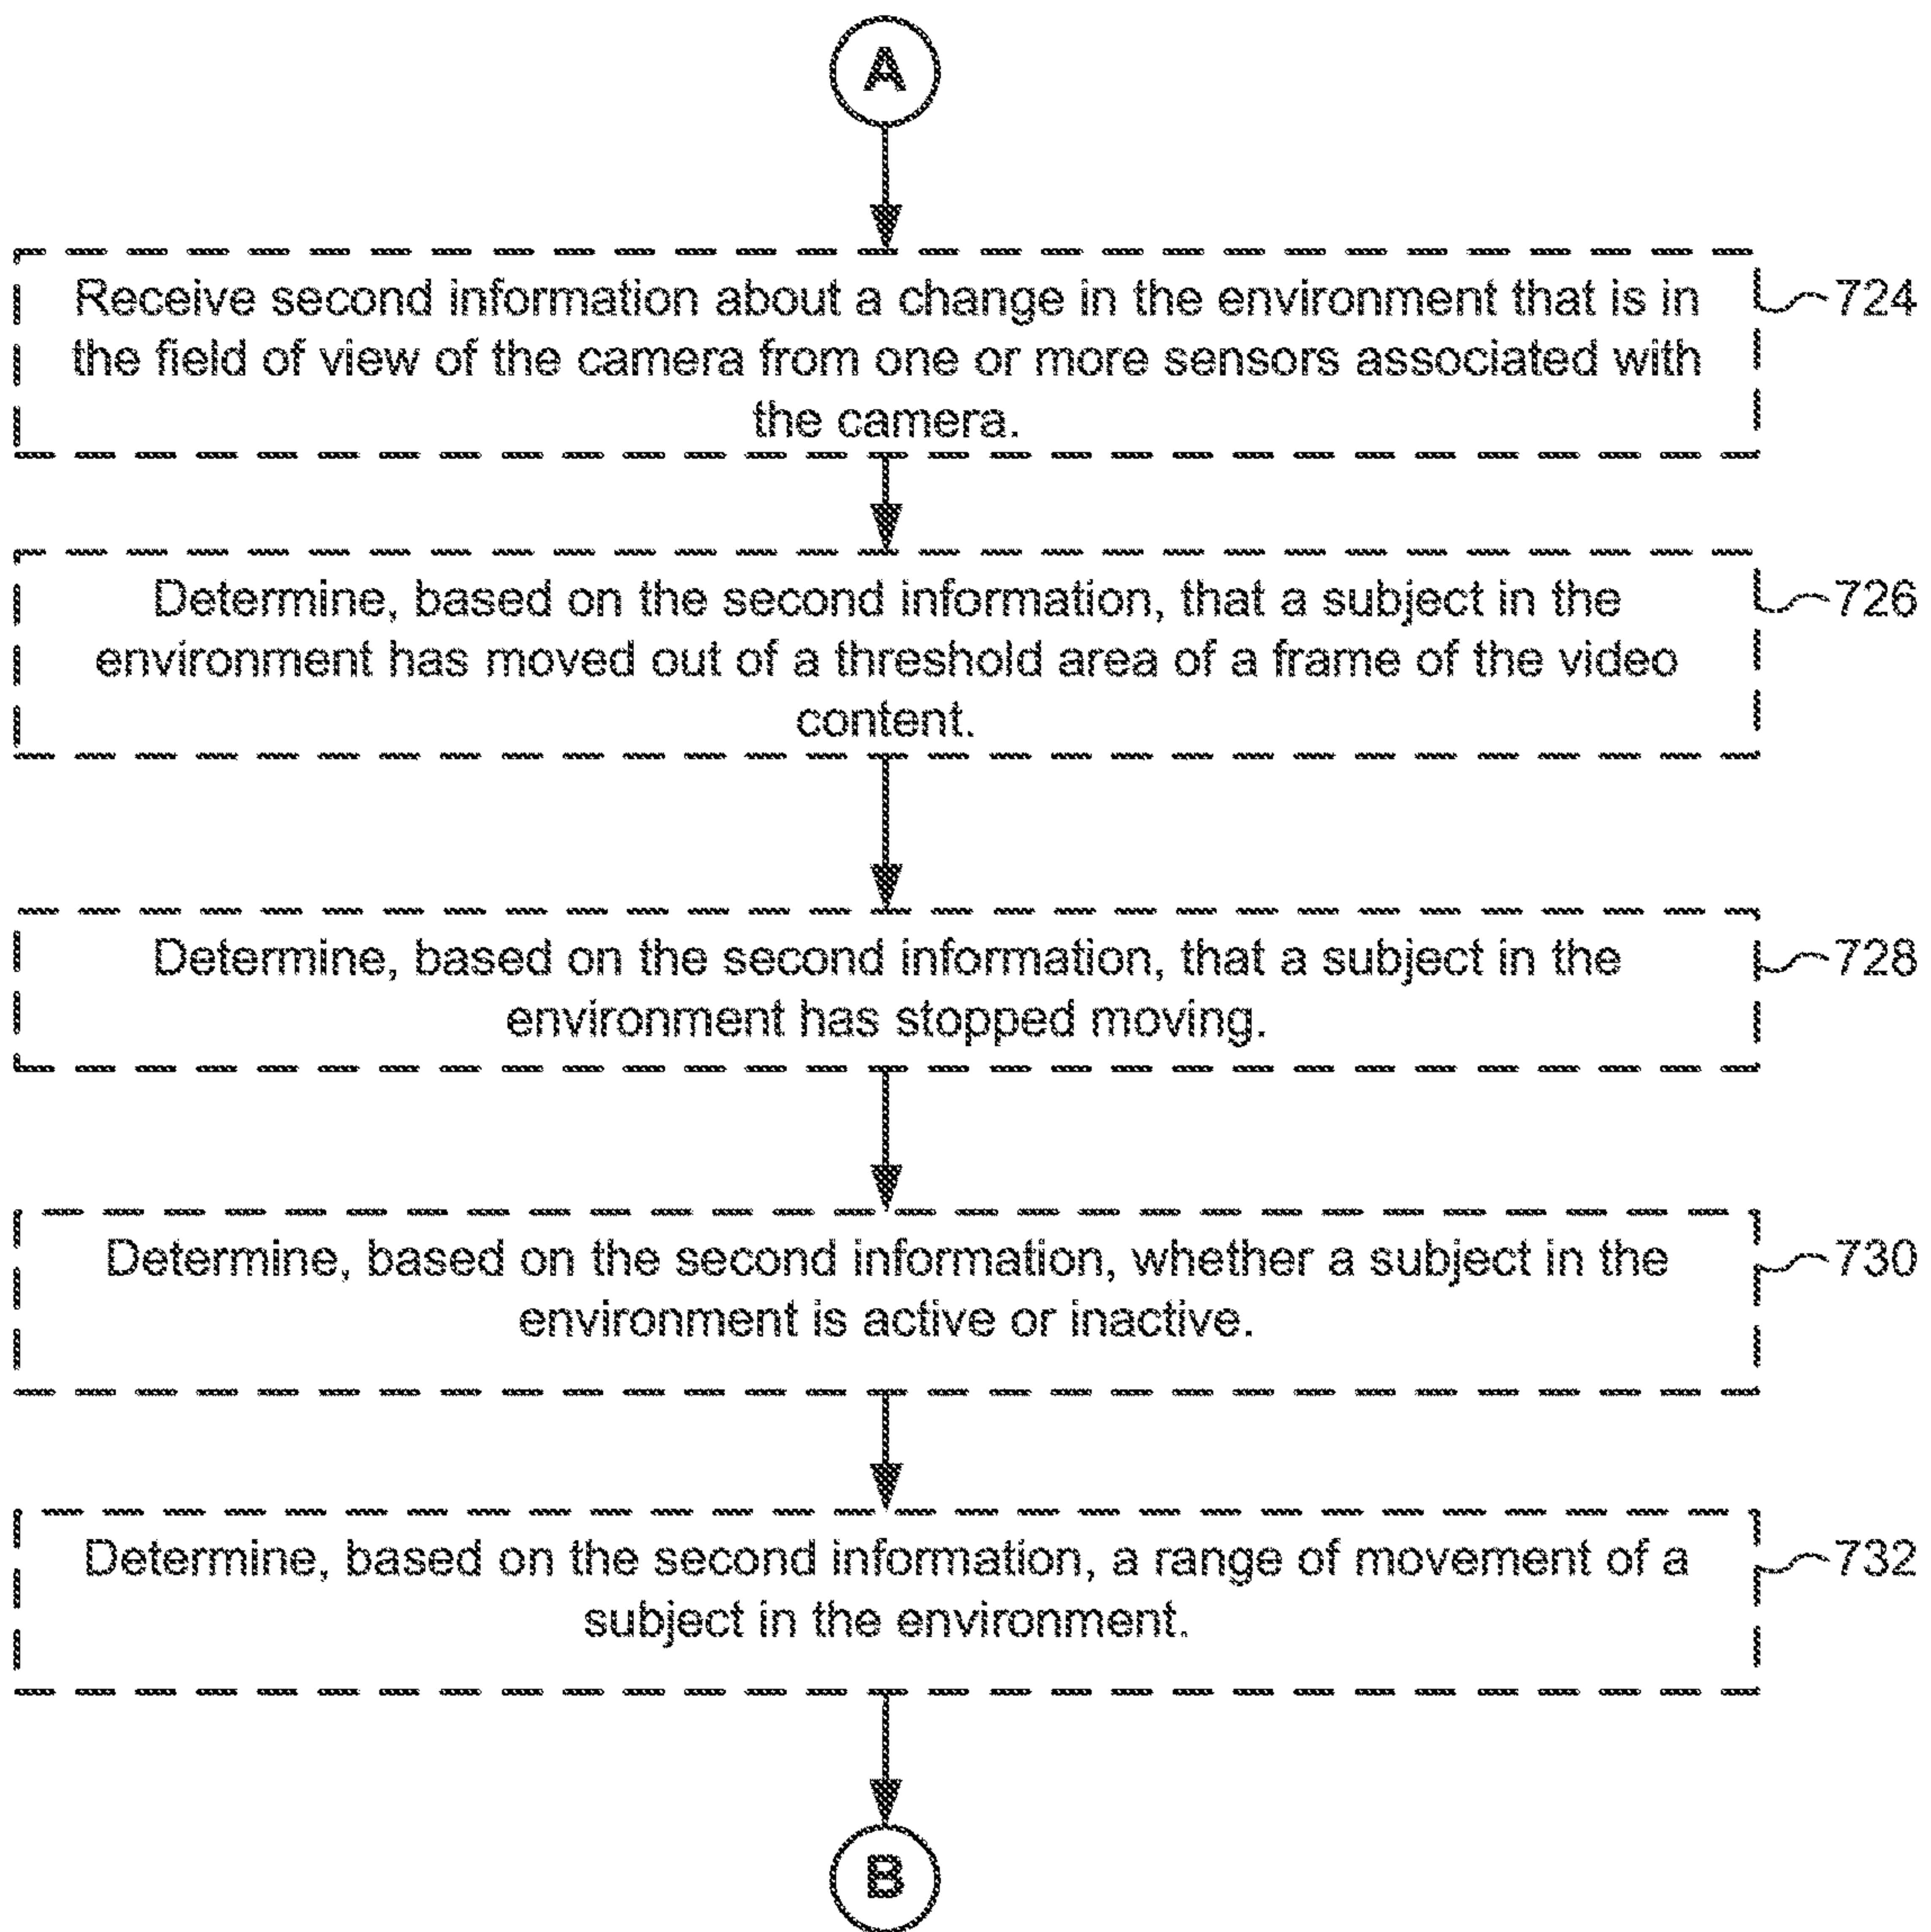 A
Receive second information about a change in the environment that is in
the field of view of the camera from one or more sensors associated with
the camera.
724
Determine, based on the second information, that a subject in the
environment has moved out of a threshold area of a frame of the video
content.
726
Determine, based on the second information, that a subject in the
environment has stopped moving.
728
Determine, based on the second information, whether a subject in the
environment is active or inactive.
730
Determine, based on the second information, a range of movement of a
subject in the environment.
732
B